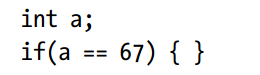 int a;
if(a == 67) { }